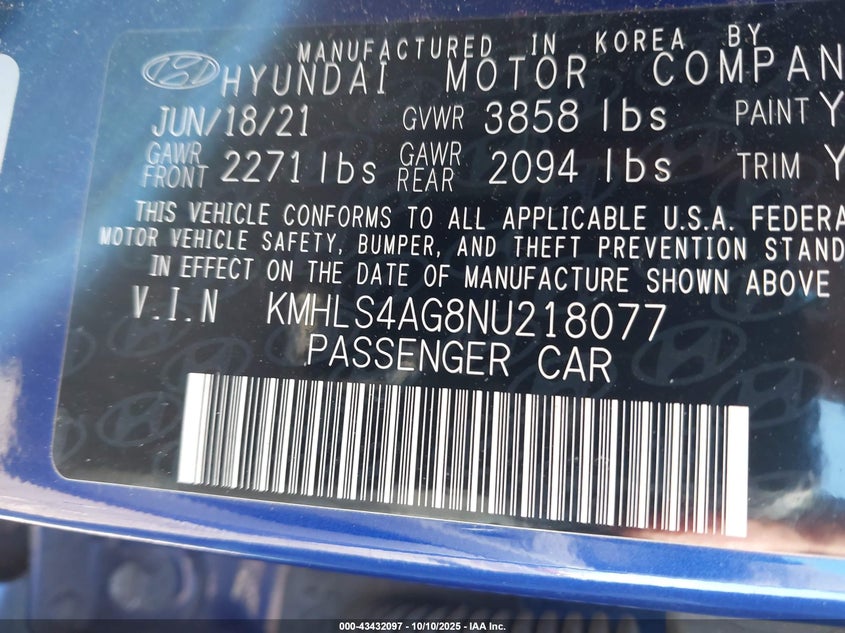 MANUFACTURED IN KOREA BY
HYUNDAI MOTOR COMPAN
JUN/18/21 GVWR 3858 lbs PAINT Y
GAWR FRONT 2271 lbs GAWR REAR 2094 lbs TRIM Y
THIS VEHICLE CONFORMS TO ALL APPLICABLE U.S.A. FEDERA
MOTOR VEHICLE SAFETY, BUMPER, AND THEFT PREVENTION STAND
IN EFFECT ON THE DATE OF MANUFACTURE SHOWN ABOVE
V.I.N KMHLS4AG8NU218077
PASSENGER CAR
000-43432097 - 10/10/2025 - IAA Inc.